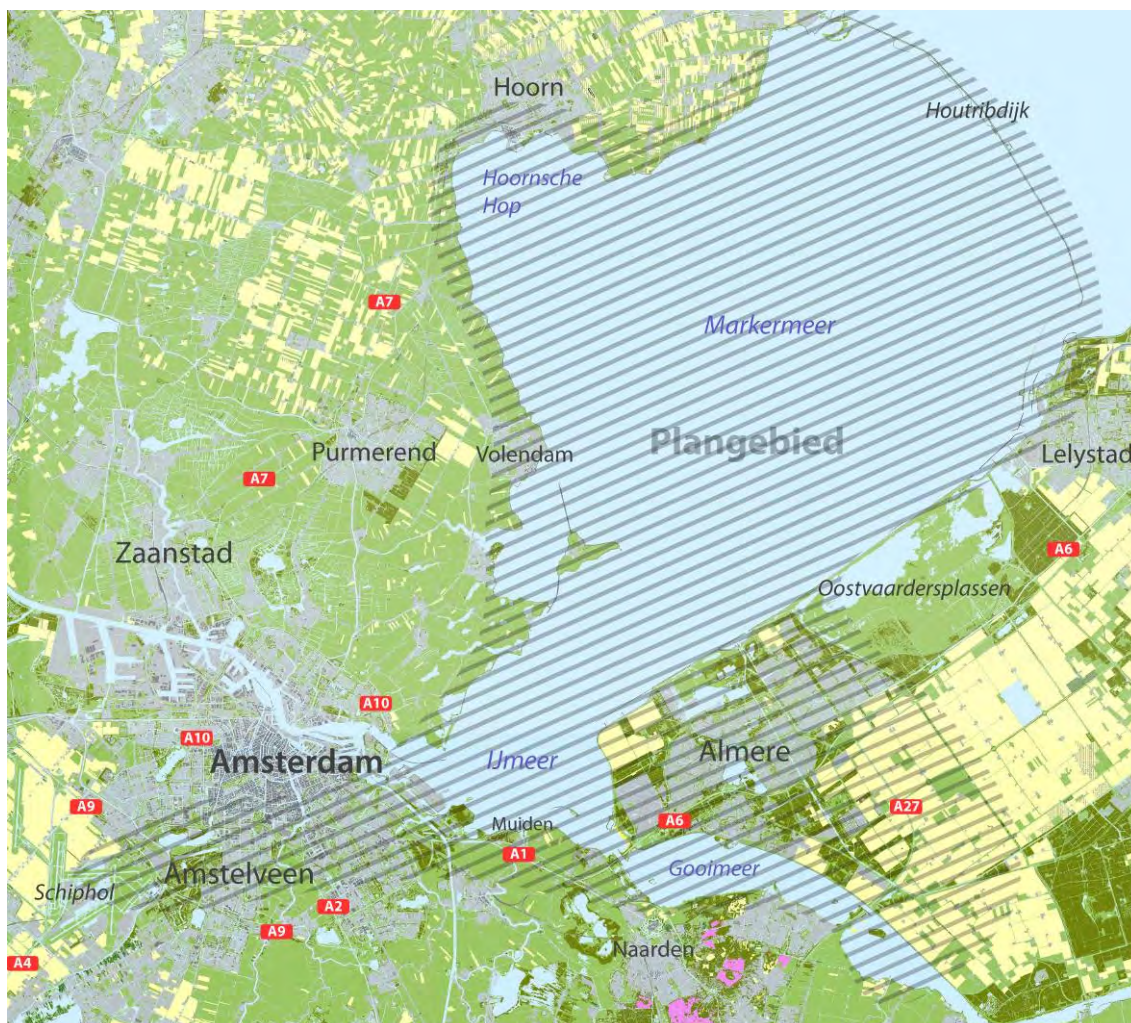 Hoorn
Houtribdijk
Hoornsche
Hop
A7
Markermeer
Plangebied
Purmerend
Volendam
Lelystad
A7
Zaanstad
A6
Oostvaardersplassen
A10
A10
Amsterdam
IJmeer
Almere
A9
A27
Muiden
A6
A1
Amstelveen
Gooimeer
Schiphol
A2
A9
Naarden
A4